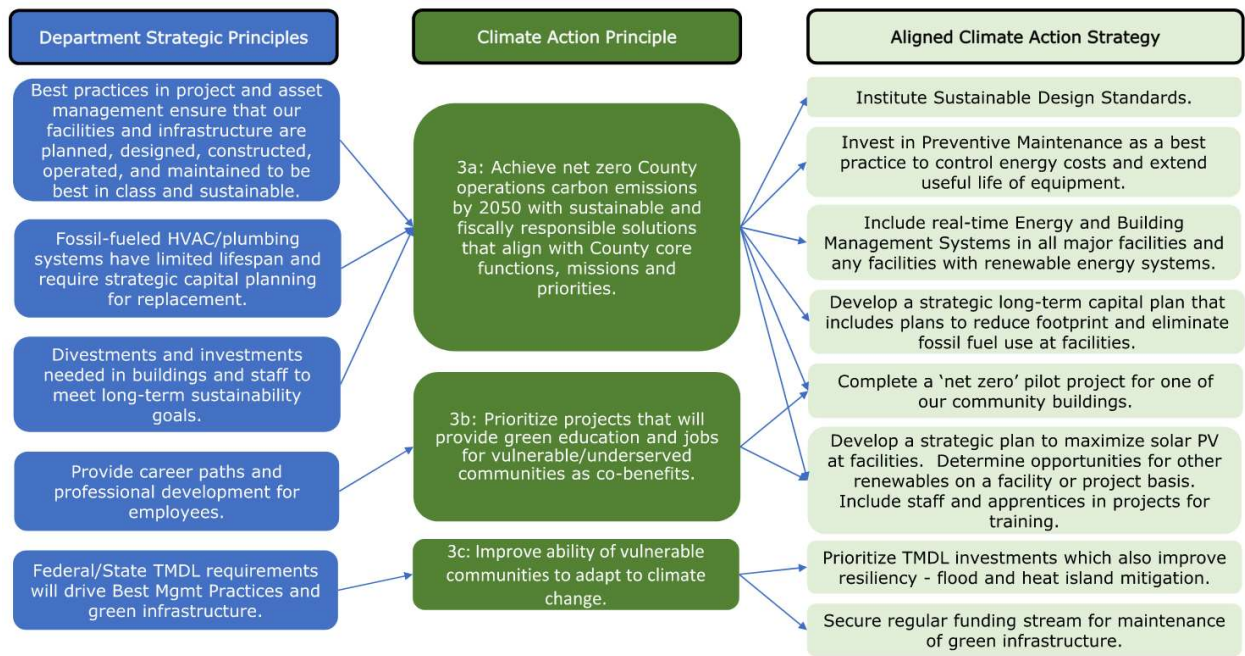 Department Strategic Principles
Best practices in project and asset
management ensure that our
facilities and infrastructure are
planned, designed, constructed,
operated, and maintained to be
best in class and sustainable.
Fossil-fueled HVAC/plumbing
systems have limited lifespan and
require strategic capital planning
for replacement.
Divestments and investments
needed in buildings and staff to
meet long-term sustainability
goals.
Provide career paths and
professional development for
employees.
Federal/State TMDL requirements
will drive Best Mgmt Practices and
green infrastructure.
Climate Action Principle
3a: Achieve net zero County
operations carbon emissions
by 2050 with sustainable and
fiscally responsible solutions
that align with County core
functions, missions and
priorities.
3b: Prioritize projects that will
provide green education and jobs
for vulnerable/underserved
communities as co-benefits.
3c: Improve ability of vulnerable
communities to adapt to climate
change.
Aligned Climate Action Strategy
Institute Sustainable Design Standards.
Invest in Preventive Maintenance as a best
practice to control energy costs and extend
useful life of equipment.
Include real-time Energy and Building
Management Systems in all major facilities and
any facilities with renewable energy systems.
Develop a strategic long-term capital plan that
includes plans to reduce footprint and eliminate
fossil fuel use at facilities.
Complete a ‘net zero’ pilot project for one of
our community buildings.
Develop a strategic plan to maximize solar PV
at facilities. Determine opportunities for other
renewables on a facility or project basis.
Include staff and apprentices in projects for
training.
Prioritize TMDL investments which also improve
resiliency - flood and heat island mitigation.
Secure regular funding stream for maintenance
of green infrastructure.